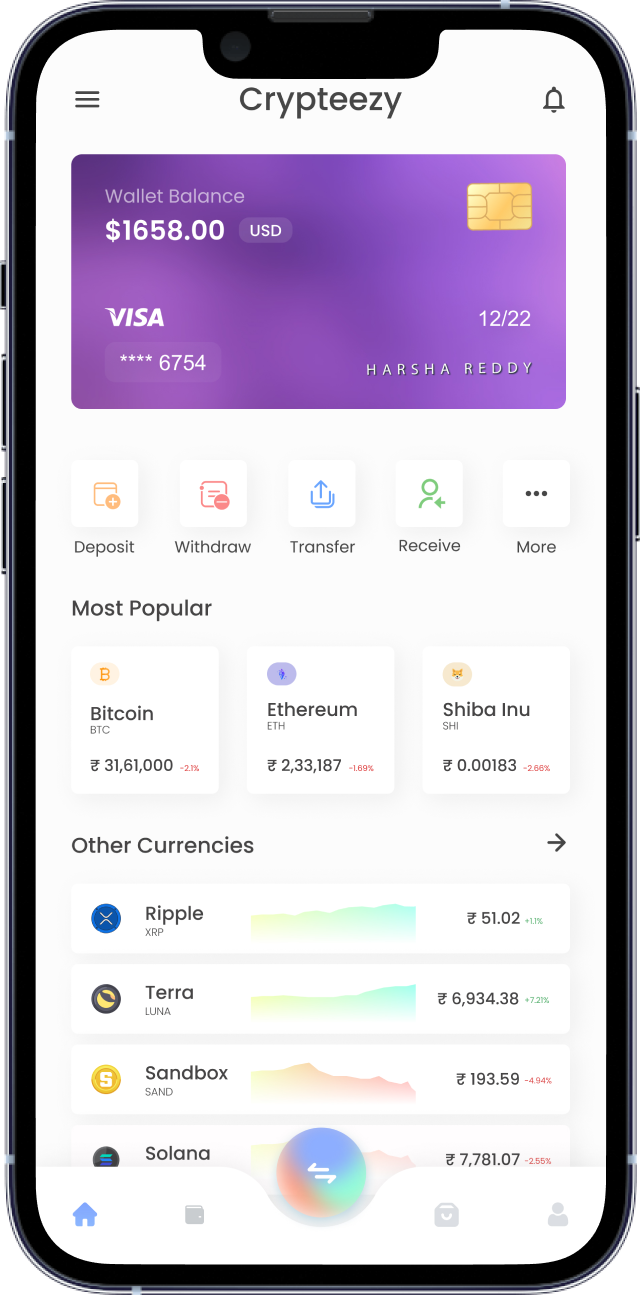 Crypteezy
Wallet Balance
$1658.00 USD
VISA 12/22
**** 6754 HARSHA REDDY
Deposit Withdraw Transfer Receive More
Most Popular
Bitcoin Ethereum Shiba Inu
BTC ETH SHI
₹ 31,61,000 -2.1% ₹ 2,33,187 -1.69% ₹ 0.00183 -2.66%
Other Currencies
Ripple
XRP
₹ 51.02 +1.1%
Terra
LUNA
₹ 6,934.38 +7.21%
Sandbox
SAND
₹ 193.59 -4.94%
Solana
₹ 7,781.07 -2.55%